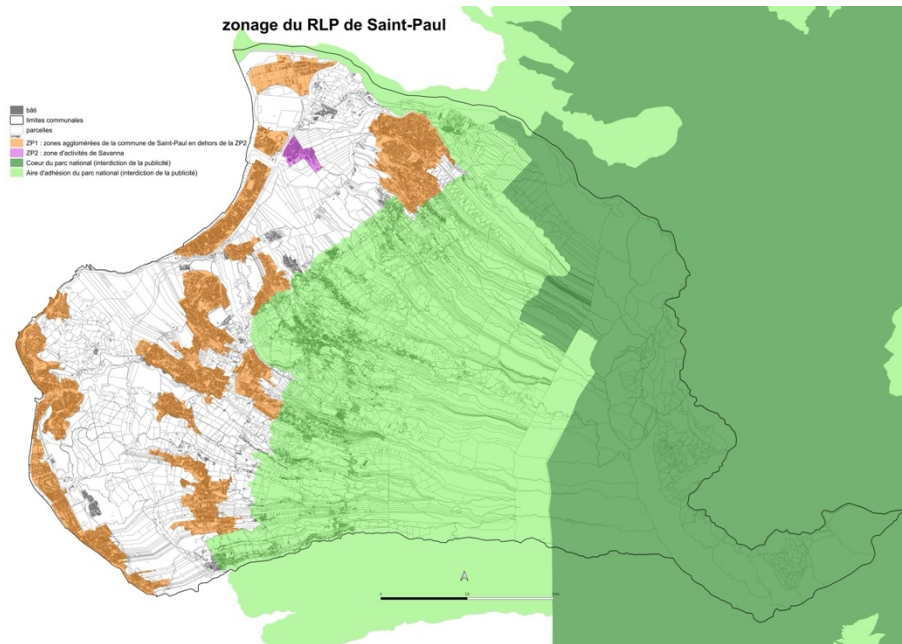 zonage du RLP de Saint-Paul
bâti
limites communales
parcelles
ZP1 : zones agglomérées de la commune de Saint-Paul en dehors de la ZP2
ZP2 : zone d'activités de Savanna
Coeur du parc national (interdiction de la publicité)
Aire d'adhésion du parc national (interdiction de la publicité)